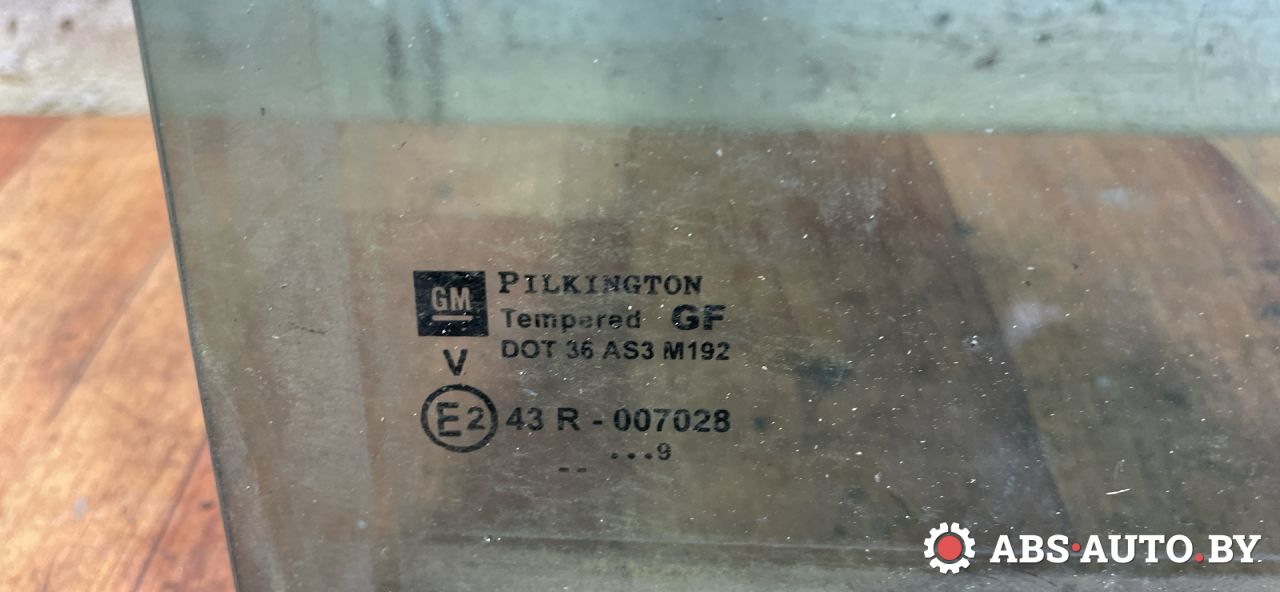 GM PILKINGTON
Tempered GF
DOT 36 AS3 M192
V
E2 43 R - 007028
...9
--
ABS·AUTO.BY